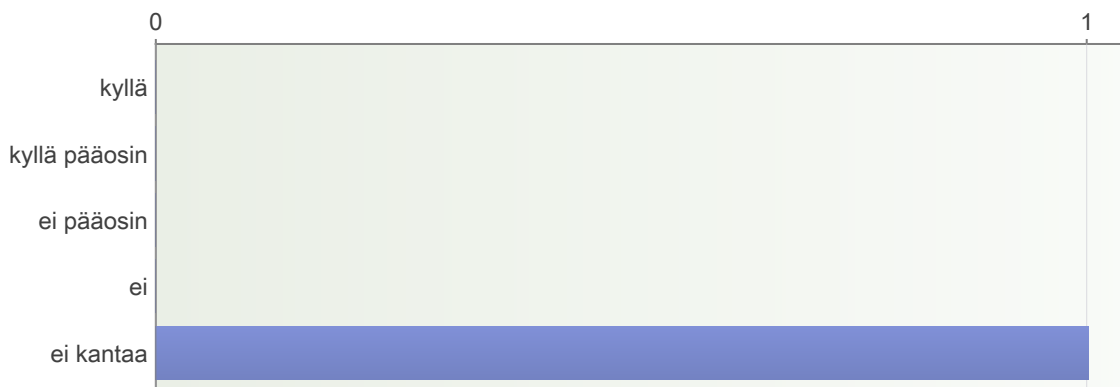 0 1
kyllä
kyllä pääosin
ei pääosin
ei
ei kantaa